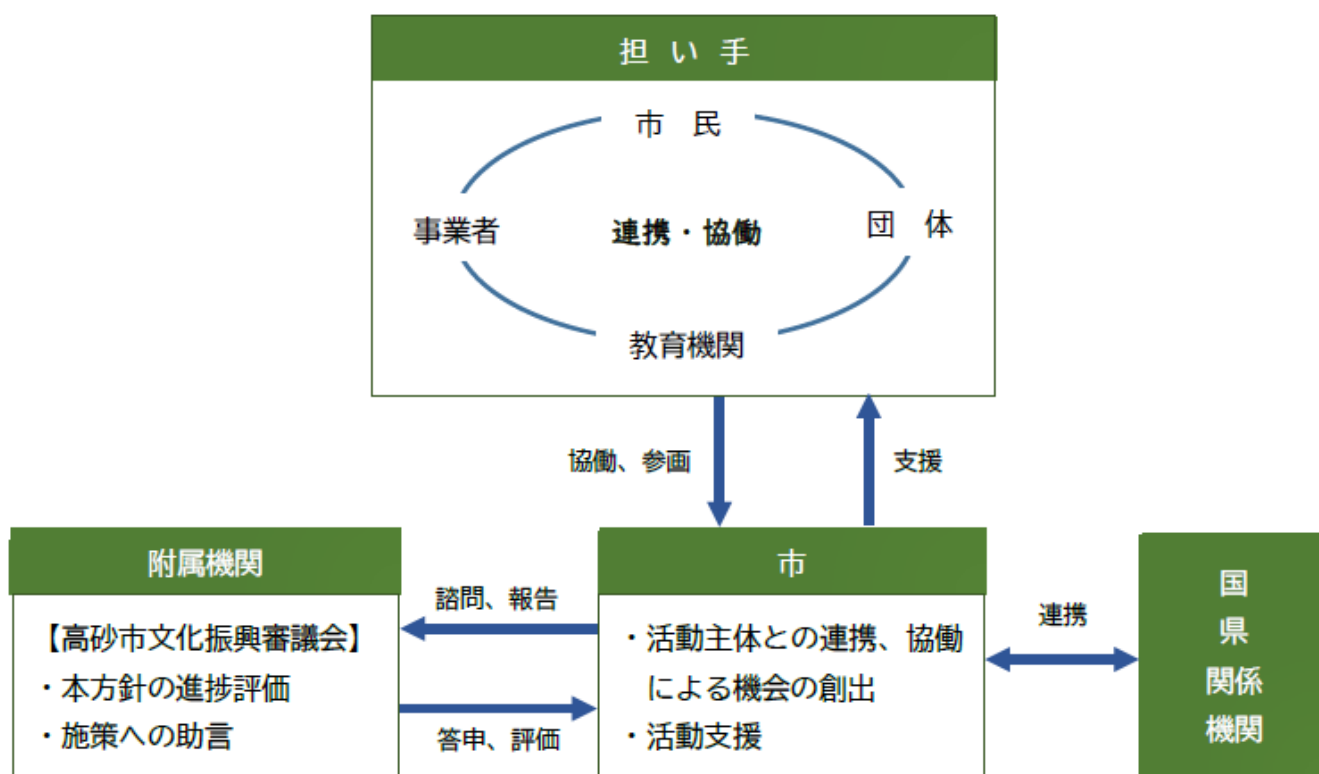 担い手
市　民
事業者
連携・協働
団　体
教育機関
協働、参画
支援
附属機関
【高砂市文化振興審議会】
・本方針の進捗評価
・施策への助言
諮問、報告
答申、評価
市
・活動主体との連携、協働
による機会の創出
・活動支援
連携
国
県
関係
機関